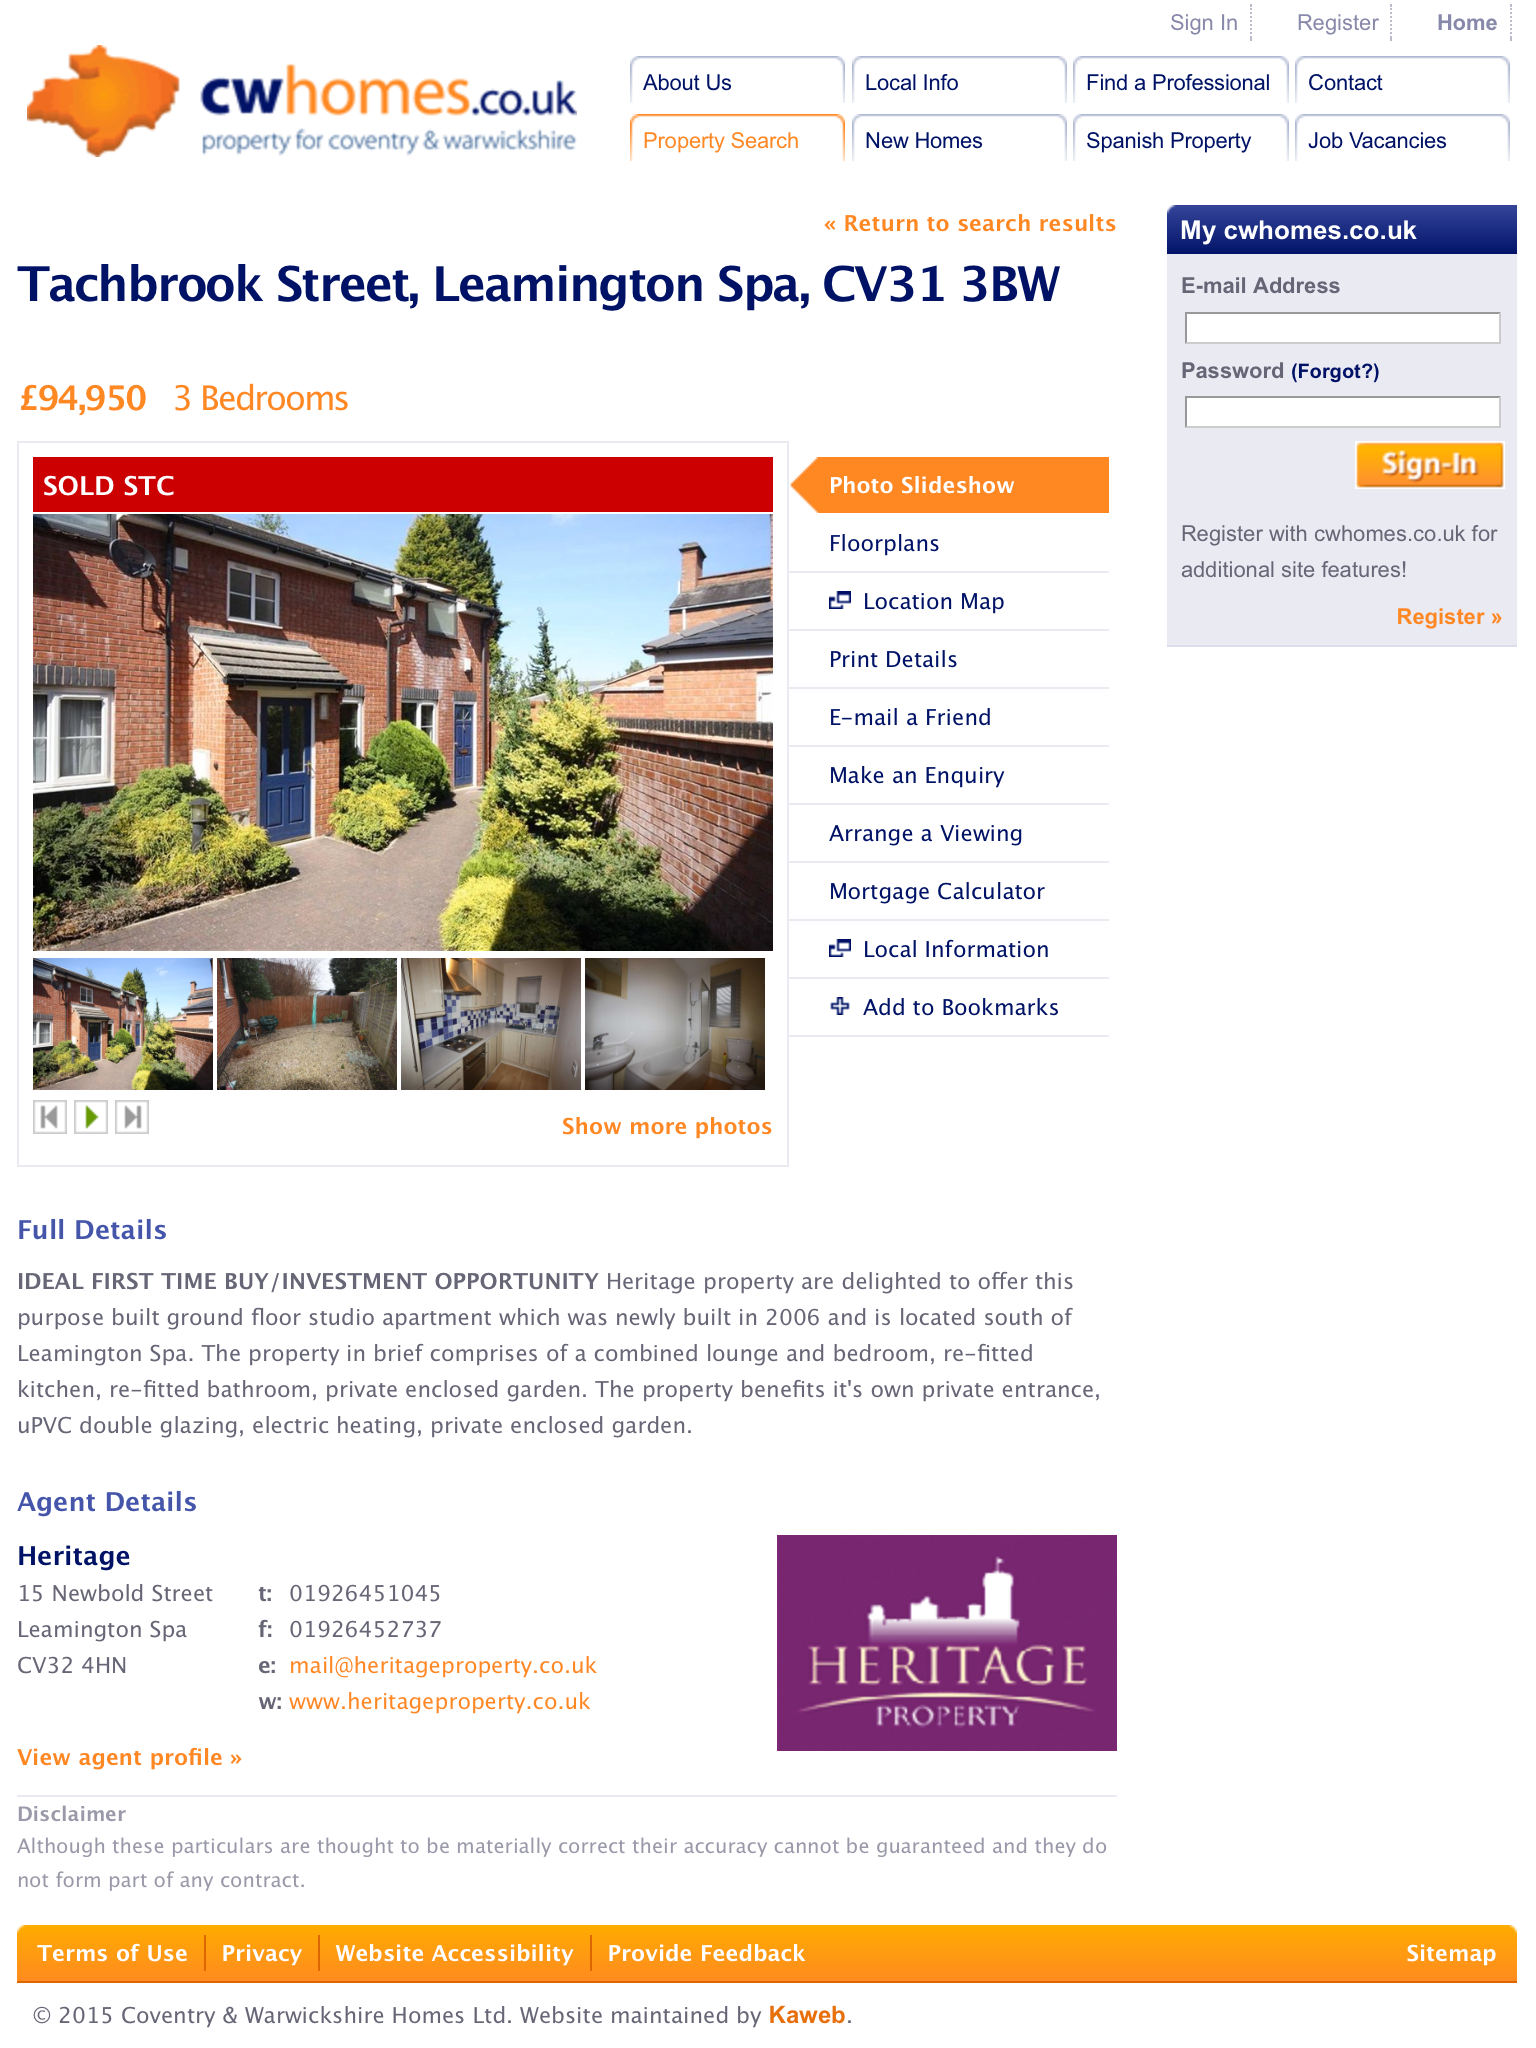 Sign In
Register
Home
cwhomes.co.uk
property for coventry & warwickshire
About Us
Local Info
Find a Professional
Contact
Property Search
New Homes
Spanish Property
Job Vacancies
« Return to search results
Tachbrook Street, Leamington Spa, CV31 3BW
£94,950 3 Bedrooms
SOLD STC
Photo Slideshow
Floorplans
Location Map
Print Details
E-mail a Friend
Make an Enquiry
Arrange a Viewing
Mortgage Calculator
Local Information
Add to Bookmarks
Show more photos
My cwhomes.co.uk
E-mail Address
Password (Forgot?)
Sign-In
Register with cwhomes.co.uk for
additional site features!
Register »
Full Details
IDEAL FIRST TIME BUY/INVESTMENT OPPORTUNITY Heritage property are delighted to offer this
purpose built ground floor studio apartment which was newly built in 2006 and is located south of
Leamington Spa. The property in brief comprises of a combined lounge and bedroom, re-fitted
kitchen, re-fitted bathroom, private enclosed garden. The property benefits it's own private entrance,
uPVC double glazing, electric heating, private enclosed garden.
Agent Details
Heritage
15 Newbold Street
Leamington Spa
CV32 4HN
t: 01926451045
f: 01926452737
e: mail@heritageproperty.co.uk
w: www.heritageproperty.co.uk
HERITAGE
PROPERTY
View agent profile »
Disclaimer
Although these particulars are thought to be materially correct their accuracy cannot be guaranteed and they do
not form part of any contract.
Terms of Use
Privacy
Website Accessibility
Provide Feedback
Sitemap
© 2015 Coventry & Warwickshire Homes Ltd. Website maintained by Kaweb.